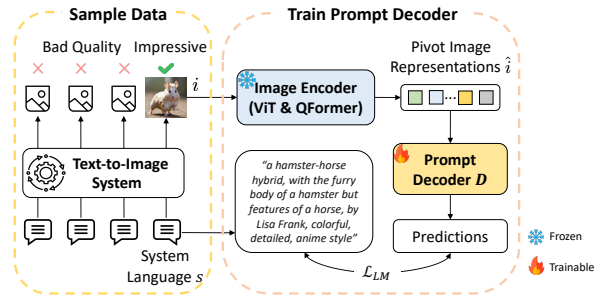 Sample Data
Train Prompt Decoder
Bad Quality
Impressive
i
Text-to-Image
System
System
Language s
Image Encoder
(ViT & QFormer)
Pivot Image
Representations î
Prompt
Decoder D
Predictions
"a hamster-horse
hybrid, with the furry
body of a hamster but
features of a horse, by
Lisa Frank, colorful,
detailed, anime style"
ℒLM
Frozen
Trainable